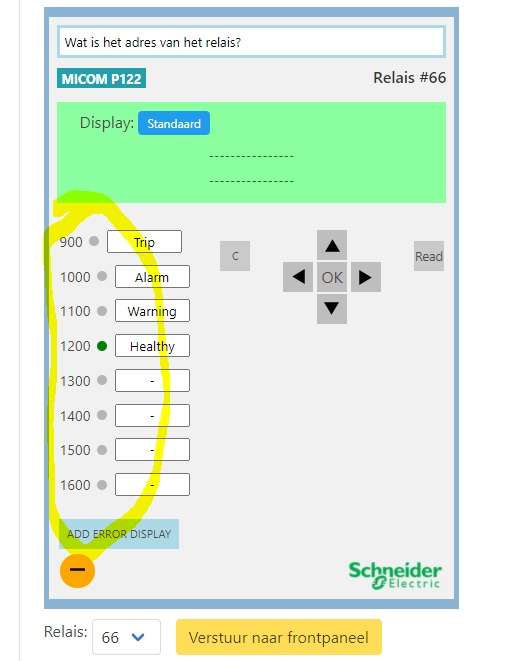 Wat is het adres van het relais?
MICOM P122 Relais #66
Display: Standaard
---------------
---------------
900 Trip C ▲ Read
1000 Alarm ◀ OK ▶
1100 Warning ▼
1200 Healthy
1300 -
1400 -
1500 -
1600 -
ADD ERROR DISPLAY
−
Schneider
Electric
Relais: 66 Verstuur naar frontpaneel